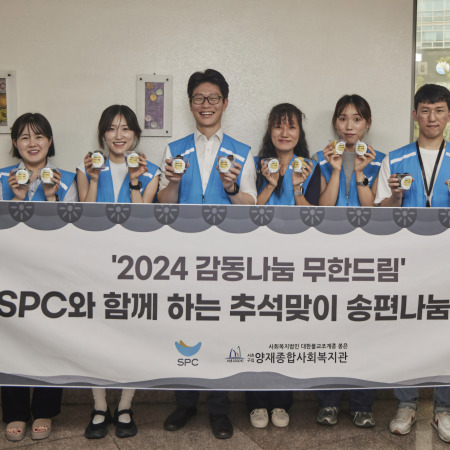 '2024 감동나눔 무한드림'
SPC와 함께 하는 추석맞이 송편나눔
SPC
사회복지법인 대한불교조계종 봉은
양재종합사회복지관